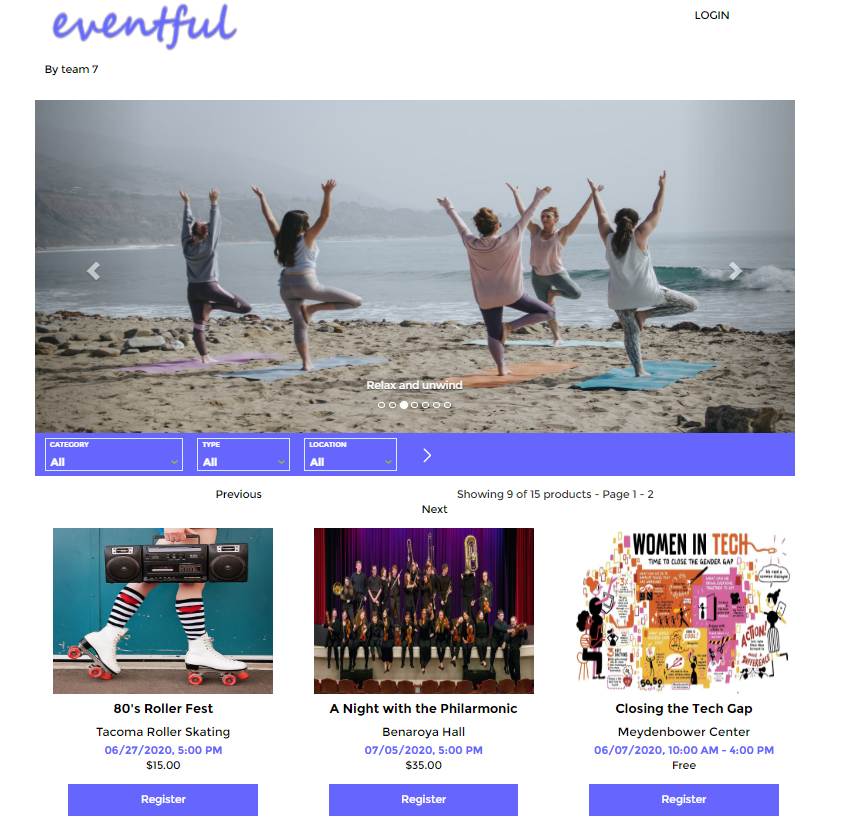 eventful
LOGIN
By team 7
Relax and unwind
CATEGORY
All
TYPE
All
LOCATION
All
Previous
Showing 9 of 15 products - Page 1 - 2
Next
WOMEN IN TECH
TIME TO CLOSE THE GENDER GAP
ACTION!
80's Roller Fest
Tacoma Roller Skating
06/27/2020, 5:00 PM
$15.00
Register
A Night with the Philarmonic
Benaroya Hall
07/05/2020, 5:00 PM
$35.00
Register
Closing the Tech Gap
Meydenbower Center
06/07/2020, 10:00 AM - 4:00 PM
Free
Register